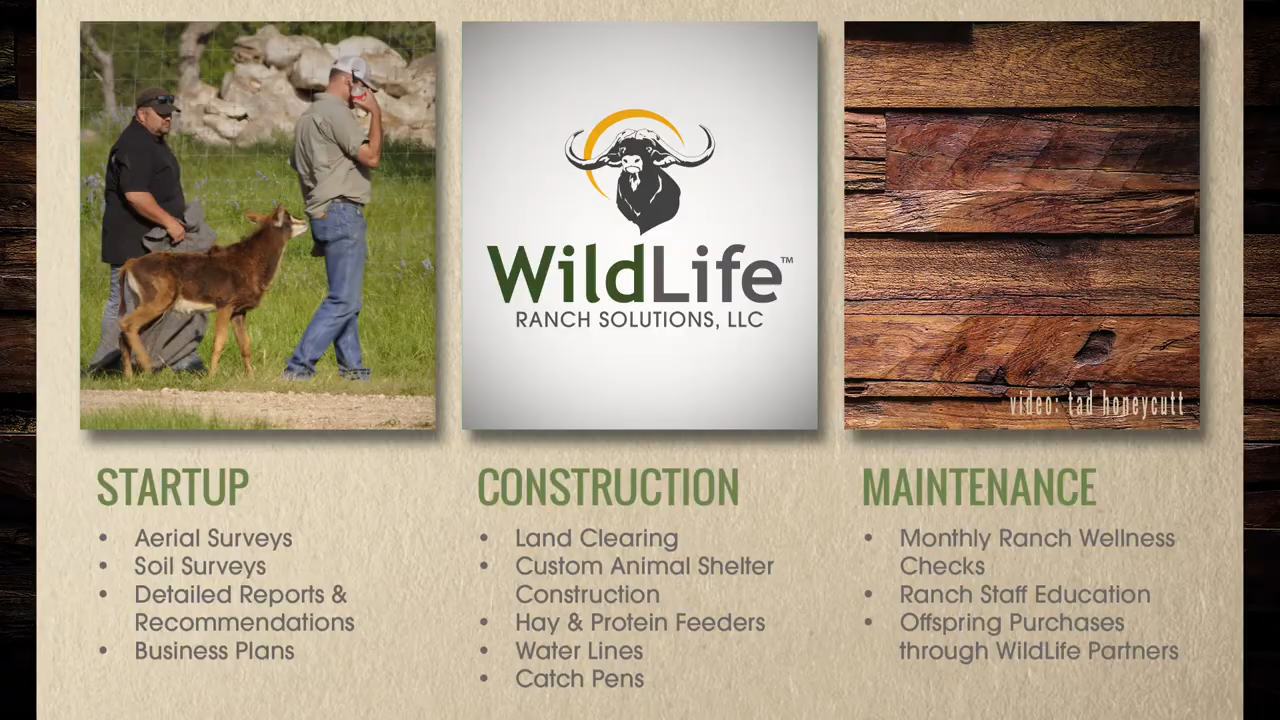 WildLife™
RANCH SOLUTIONS, LLC
video: tad honeycutt
STARTUP
• Aerial Surveys
• Soil Surveys
• Detailed Reports &
Recommendations
• Business Plans
CONSTRUCTION
• Land Clearing
• Custom Animal Shelter
Construction
• Hay & Protein Feeders
• Water Lines
• Catch Pens
MAINTENANCE
• Monthly Ranch Wellness
Checks
• Ranch Staff Education
• Offspring Purchases
through WildLife Partners